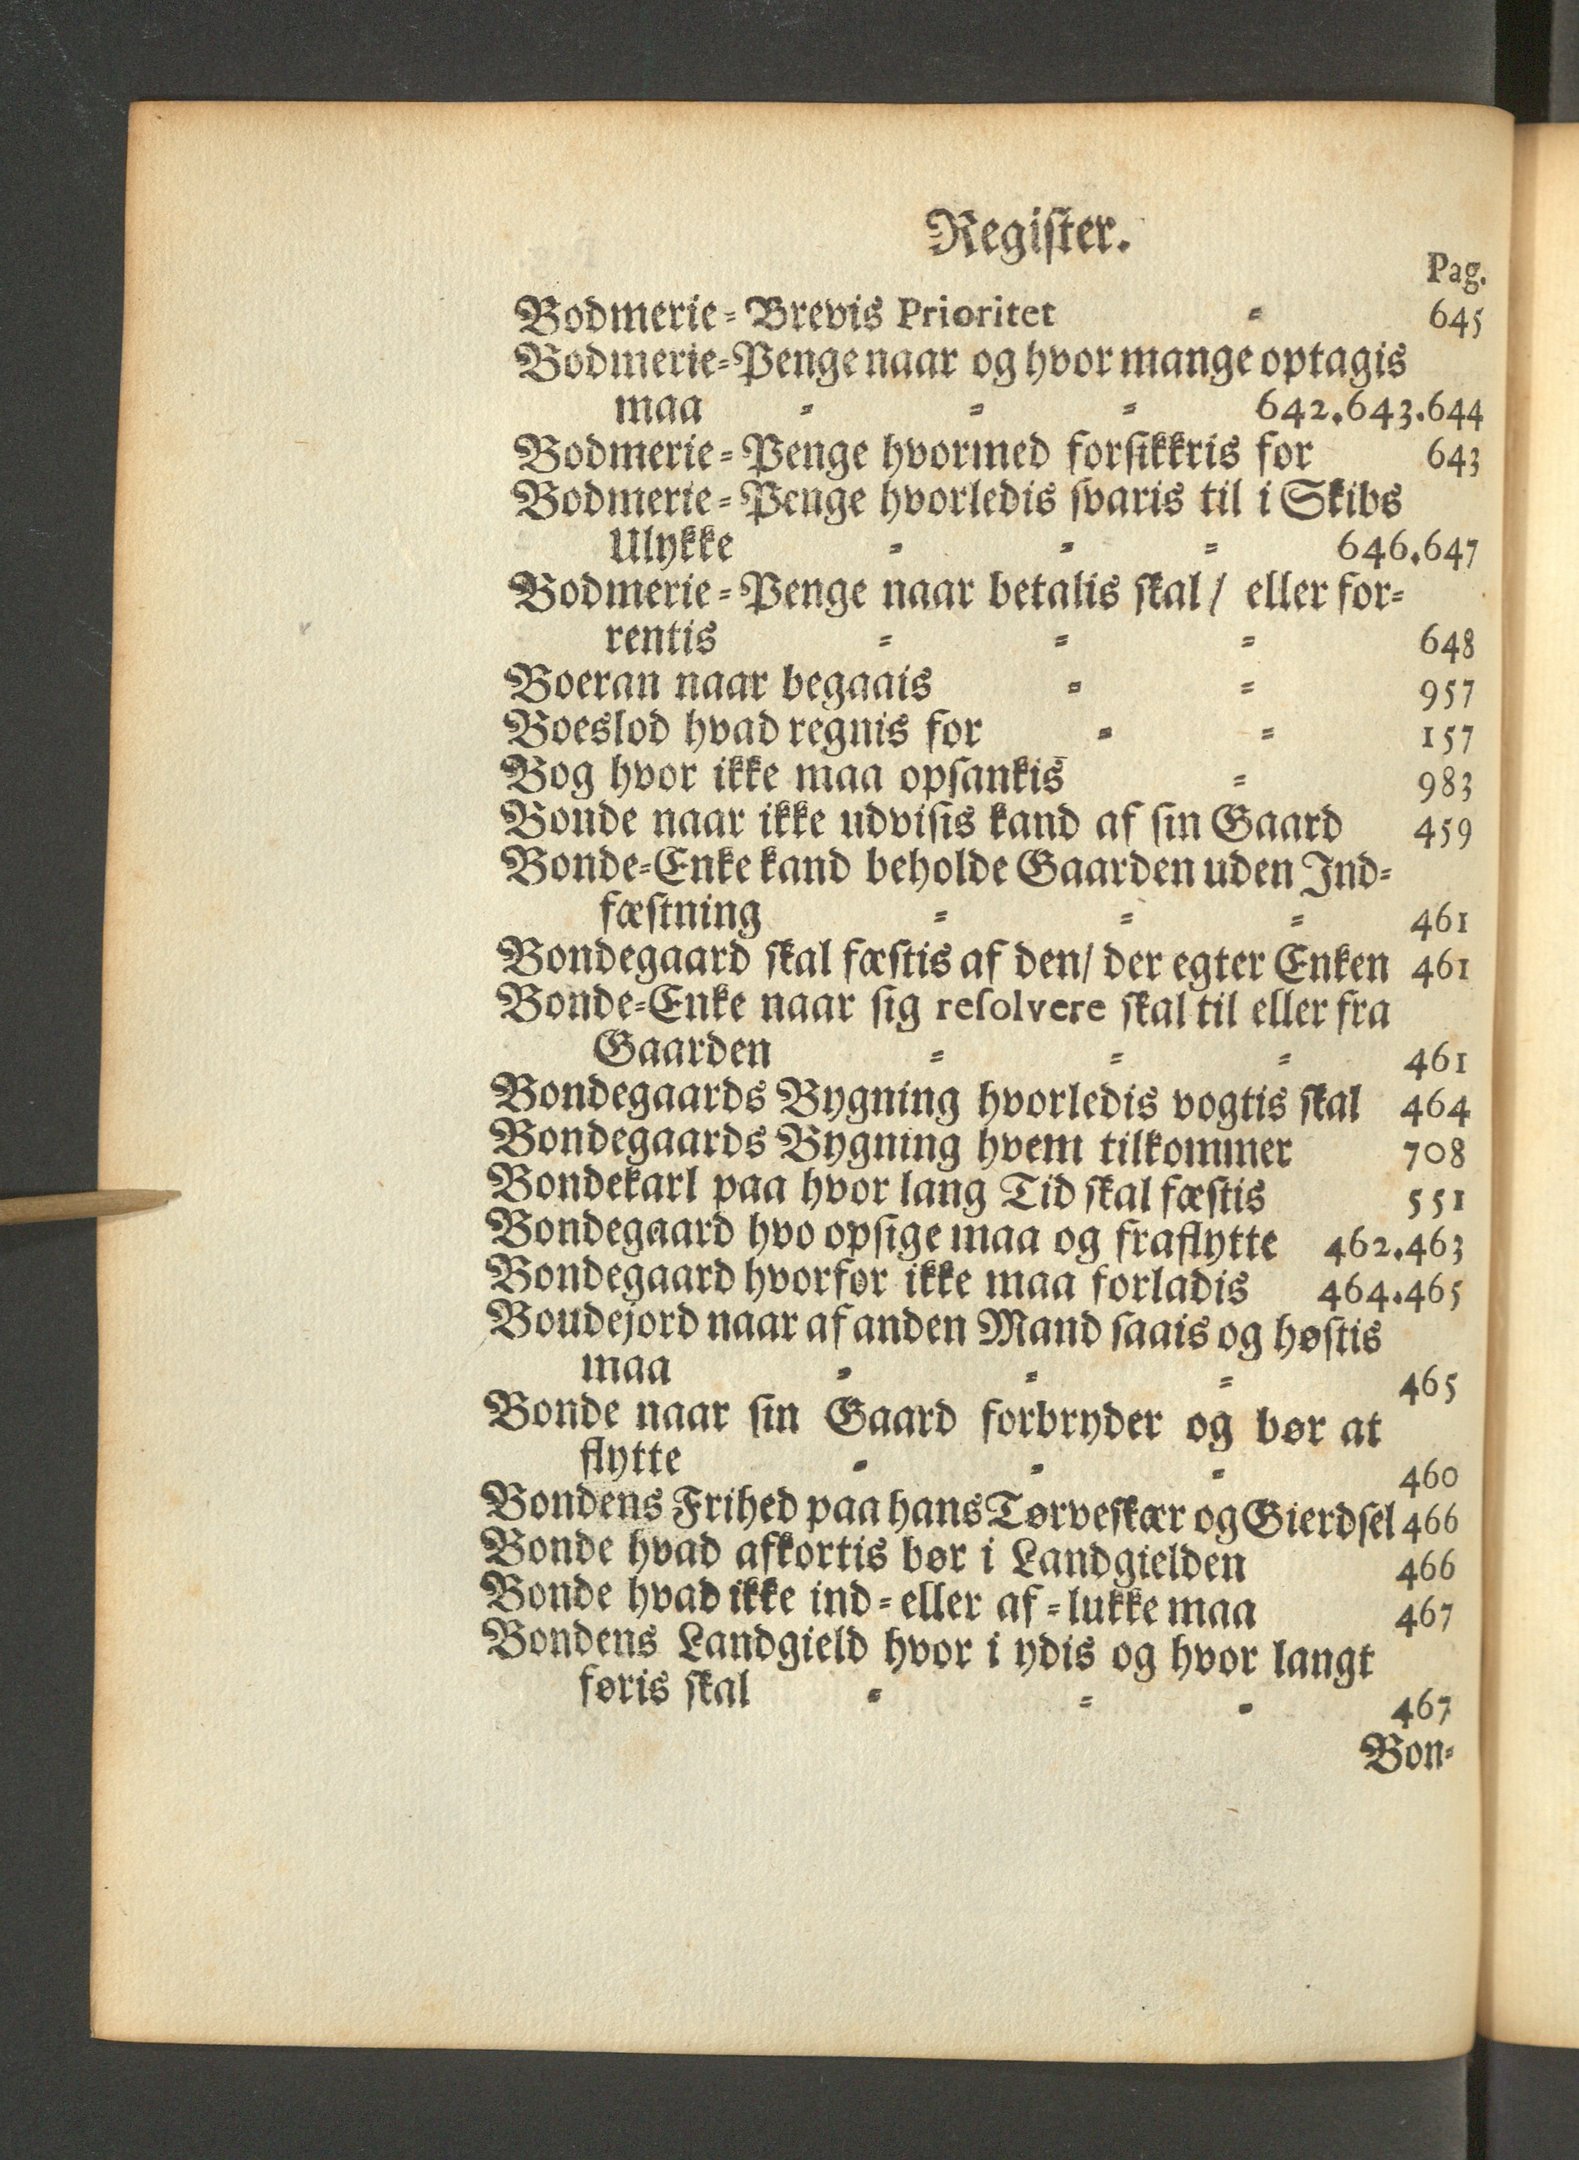 Regiſter.
Pag.
Bodmerie-Brevis Prioritet = 645
Bodmerie-Penge naar og hvor mange optagis
maa = = = 642.643.644
Bodmerie-Penge hvormed forſikkris for 643
Bodmerie-Penge hvorledis ſvaris til i Skibs
Ulykke = = = 646.647
Bodmerie-Penge naar betalis ſkal / eller for-
rentis = = = 648
Boeran naar begaais = = 957
Boeslod hvad regnis for = = 157
Bog hvor ikke maa opſankis = 983
Boude naar ikke udviſis kand af ſin Gaard 459
Bonde-Enke kand beholde Gaarden uden Ind-
fæſtning = = = 461
Bondegaard ſkal fæſtis af den/ der egter Enken 461
Bonde-Enke naar ſig reſolvere ſkal til eller fra
Gaarden = = = 461
Bondegaards Bygning hvorledis vogtis ſkal 464
Bondegaards Bygning hvem tilkommer 708
Bondekarl paa hvor lang Tid ſkal fæſtis 551
Bondegaard hvo opſige maa og fraflytte 462.463
Bondegaard hvorfor ikke maa forladis 464.465
Boudejord naar af anden Mand ſaais og høſtis
maa = = = 465
Bonde naar ſin Gaard forbryder og bør at
flytte = = = 460
Bondens Frihed paa hans Tørveſkær og Gierdſel 466
Bonde hvad afkortis bør i Landgielden 466
Bonde hvad ikke ind-eller af-lukke maa 467
Bondens Landgield hvor i ydis og hvor langt
føris ſkal = = = 467
Bon-